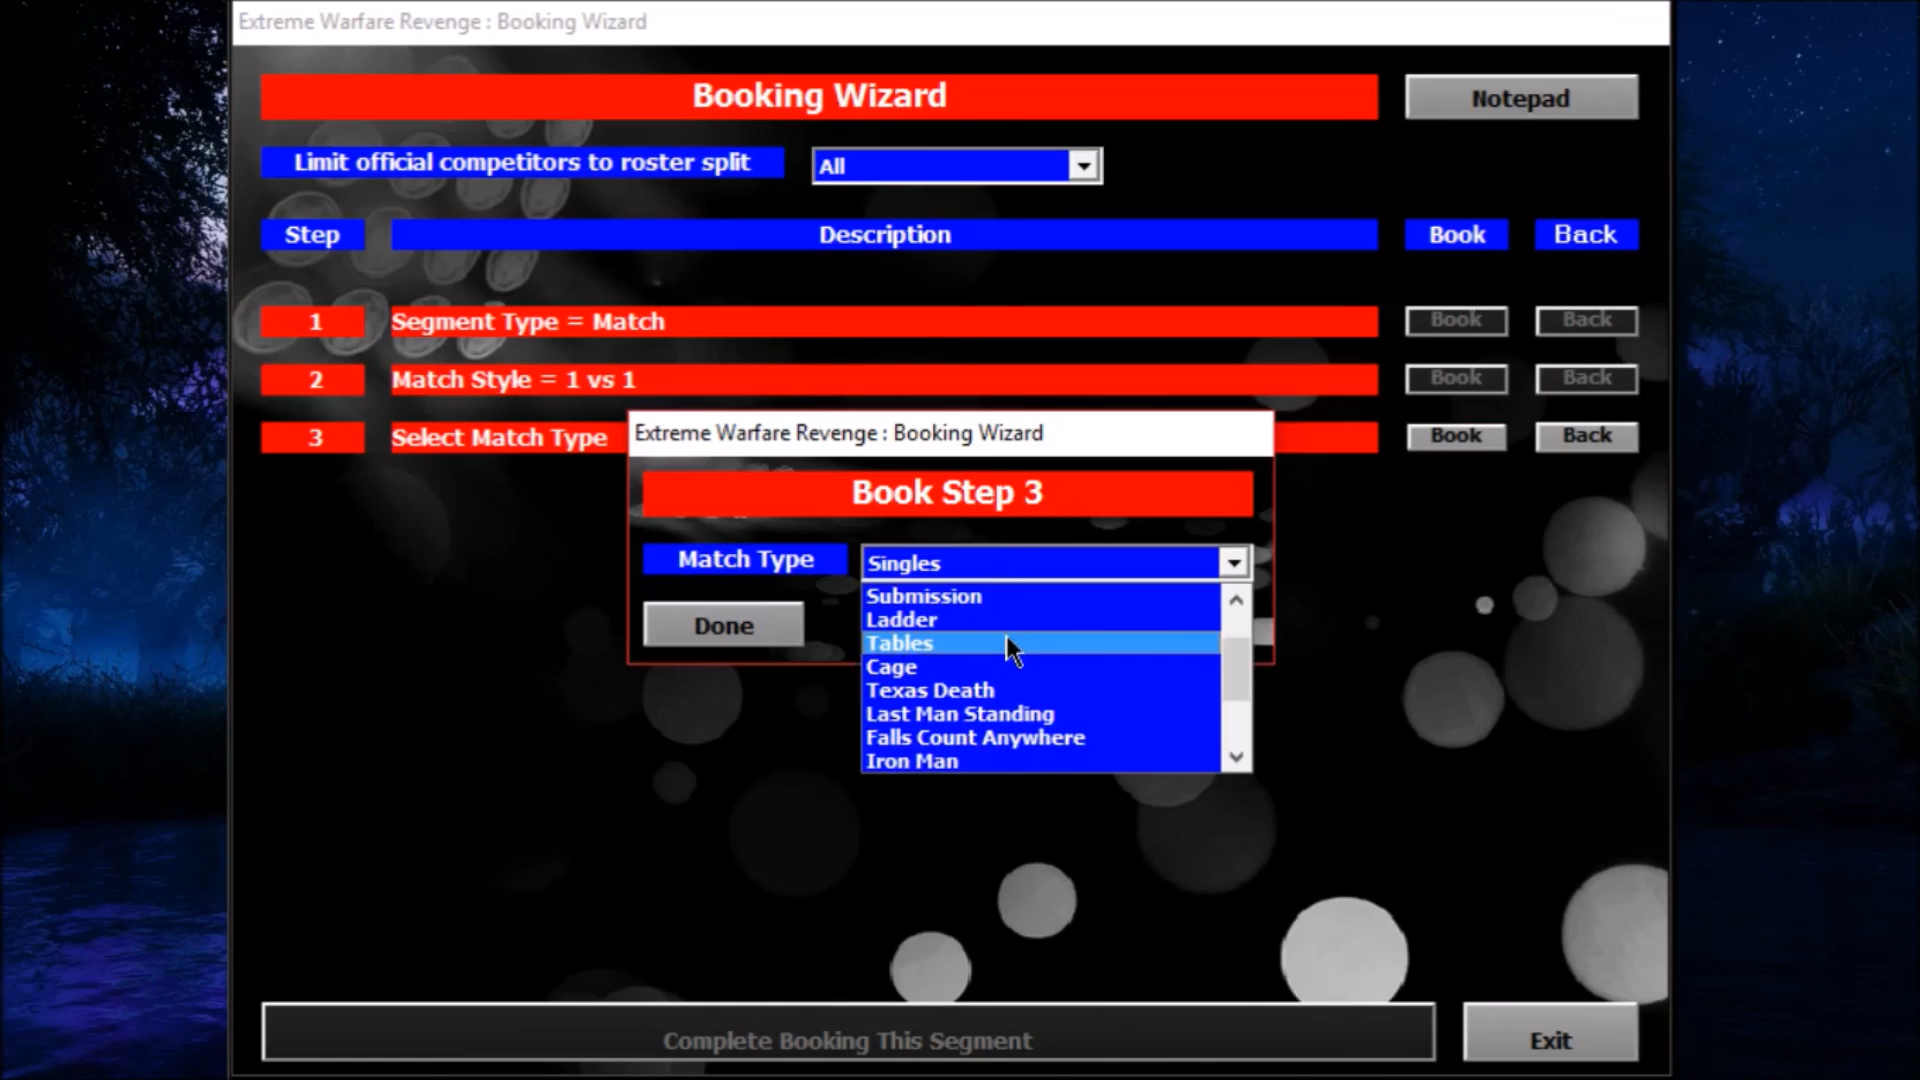 Extreme Warfare Revenge : Booking Wizard
Booking Wizard
Notepad
Limit official competitors to roster split
All
Step
Description
Book
Back
1
Segment Type = Match
Book
Back
2
Match Style = 1 vs 1
Book
Back
3
Select Match Type
Book
Back
Extreme Warfare Revenge : Booking Wizard
Book Step 3
Match Type
Singles
Done
Submission
Ladder
Tables
Cage
Texas Death
Last Man Standing
Falls Count Anywhere
Iron Man
Complete Booking This Segment
Exit